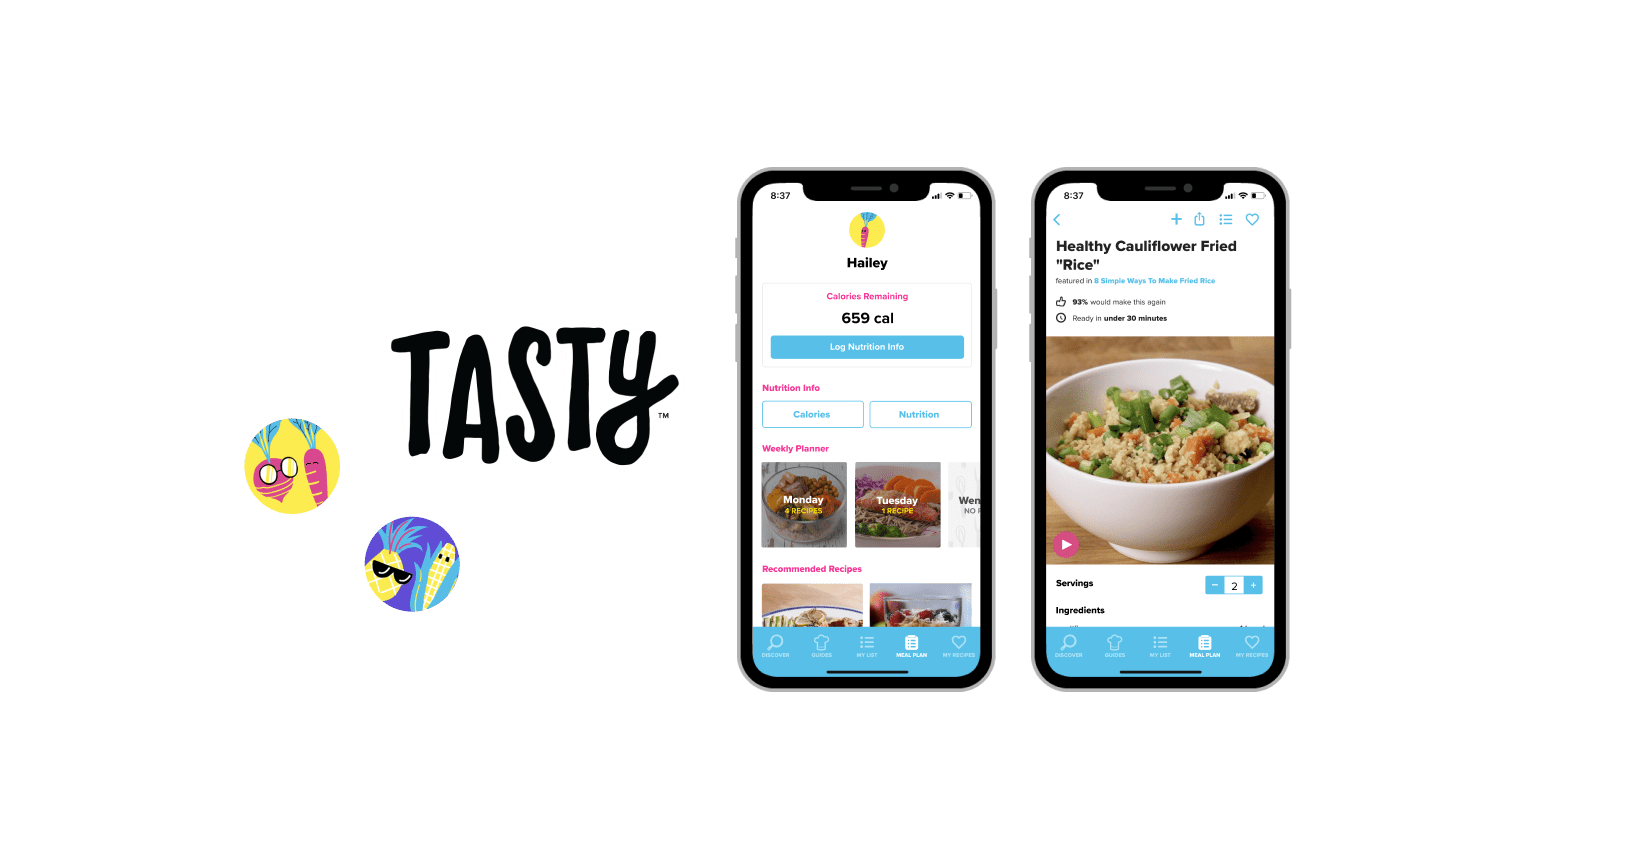 TASTY
TM
8:37
Hailey
Calories Remaining
659 cal
Log Nutrition Info
Nutrition Info
Calories
Nutrition
Weekly Planner
Monday
4 RECIPES
Tuesday
1 RECIPE
Wen
NO
Recommended Recipes
DISCOVER
GUIDES
MY LIST
MEAL PLAN
MY RECIPES
8:37
Healthy Cauliflower Fried
"Rice"
featured in 8 Simple Ways To Make Fried Rice
93% would make this again
Ready in under 30 minutes
Servings
− 2 +
Ingredients
DISCOVER
GUIDES
MY LIST
MEAL PLAN
MY RECIPES